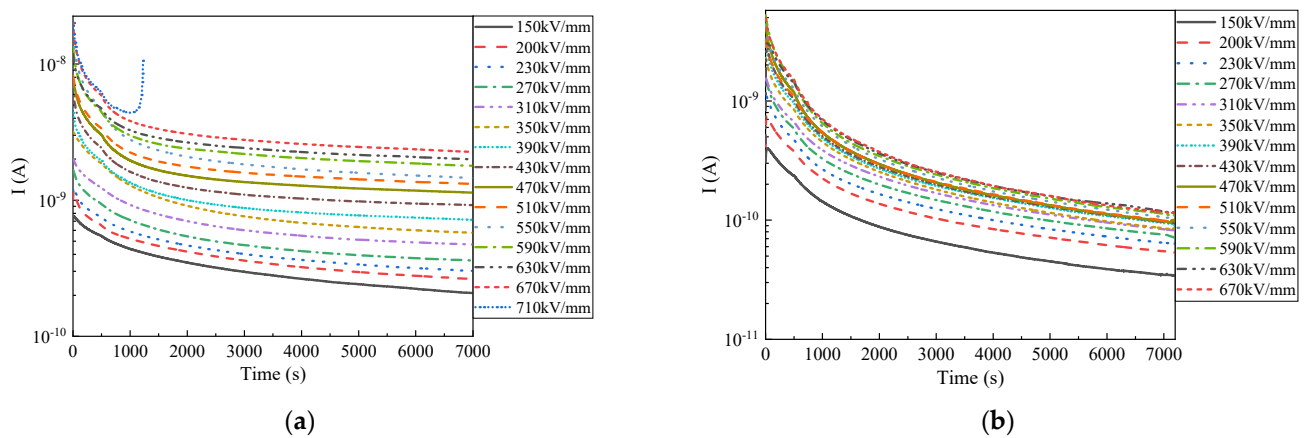 10⁻⁸
10⁻⁹
10⁻¹⁰
I (A)
0 1000 2000 3000 4000 5000 6000 7000
Time (s)
150kV/mm
200kV/mm
230kV/mm
270kV/mm
310kV/mm
350kV/mm
390kV/mm
430kV/mm
470kV/mm
510kV/mm
550kV/mm
590kV/mm
630kV/mm
670kV/mm
710kV/mm
(a)
10⁻⁹
10⁻¹⁰
10⁻¹¹
I (A)
0 1000 2000 3000 4000 5000 6000 7000
Time (s)
150kV/mm
200kV/mm
230kV/mm
270kV/mm
310kV/mm
350kV/mm
390kV/mm
430kV/mm
470kV/mm
510kV/mm
550kV/mm
590kV/mm
630kV/mm
670kV/mm
(b)